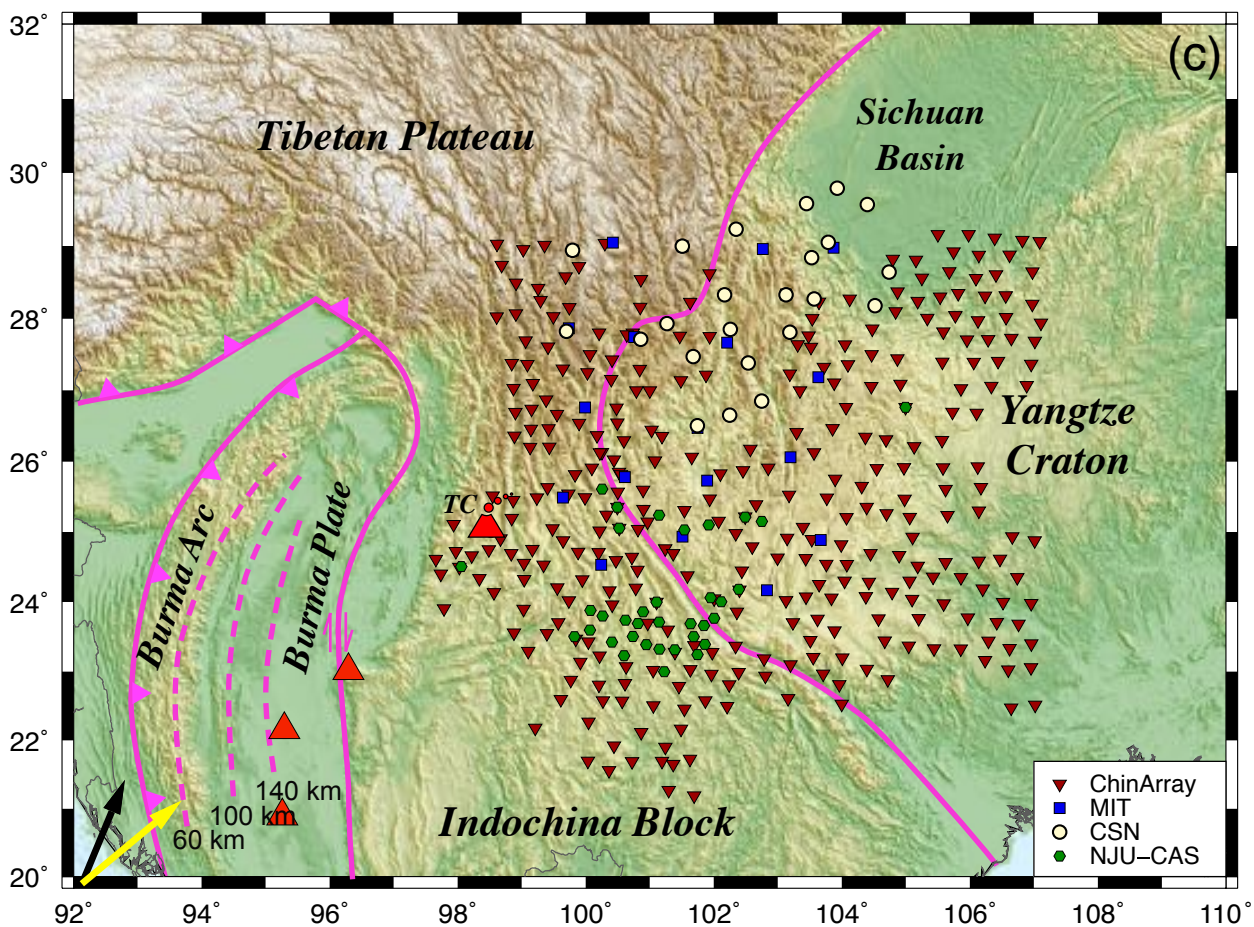 32°
(c)
Sichuan
Basin
Tibetan Plateau
30°
28°
Yangtze
Craton
26°
TC
Burma Arc
Burma Plate
24°
22°
140 km
100 km
60 km
Indochina Block
ChinArray
MIT
CSN
NJU–CAS
20°
92°
94°
96°
98°
100°
102°
104°
106°
108°
110°